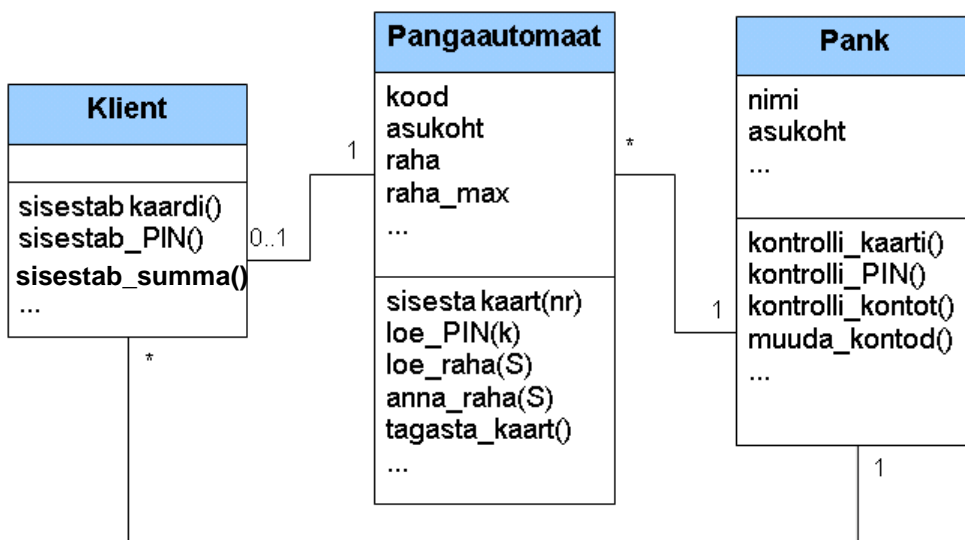 Klient
sisestab kaardi()
sisestab_PIN()
sisestab_summa()
...
0..1
1
*
Pangaautomaat
kood
asukoht
raha
raha_max
...
sisesta kaart(nr)
loe_PIN(k)
loe_raha(S)
anna_raha(S)
tagasta_kaart()
...
*
1
Pank
nimi
asukoht
...
kontrolli_kaarti()
kontrolli_PIN()
kontrolli_kontot()
muuda_kontod()
...
1